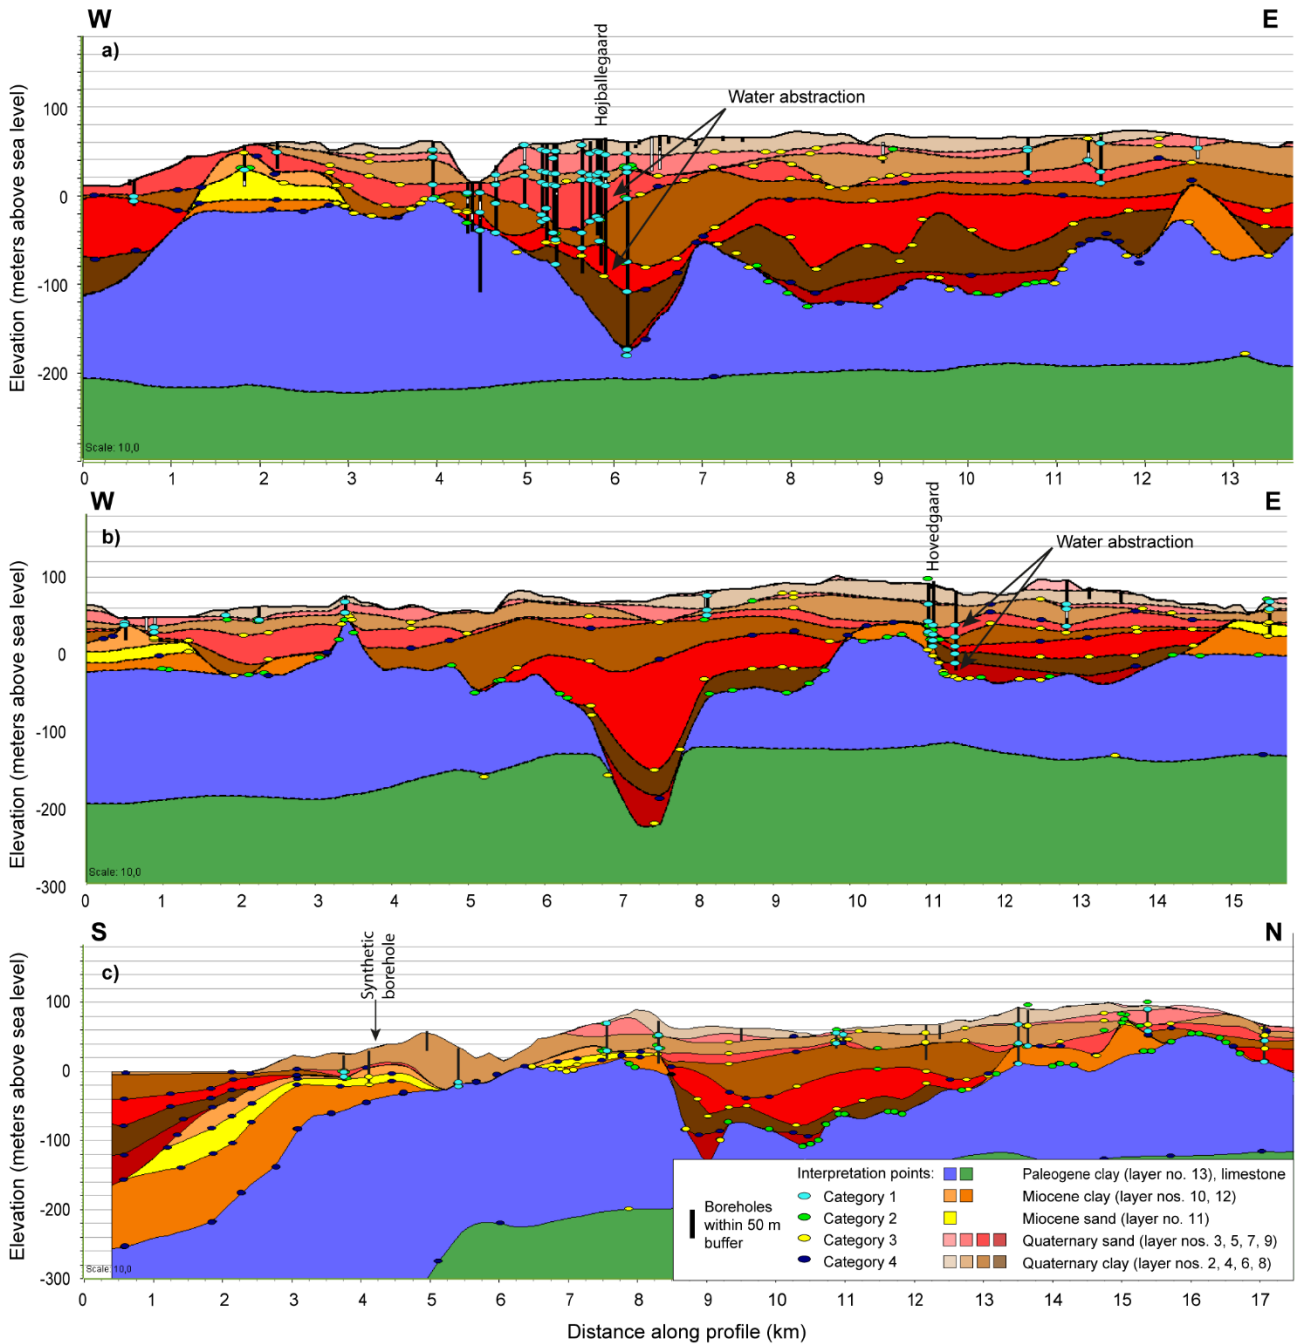 W
E
a)
Højballegaard
Water abstraction
Elevation (meters above sea level)
100
0
-100
-200
Scale: 10,0
0 1 2 3 4 5 6 7 8 9 10 11 12 13
W
E
b)
Hovedgaard
Water abstraction
Elevation (meters above sea level)
100
0
-100
-200
-300
Scale: 10,0
0 1 2 3 4 5 6 7 8 9 10 11 12 13 14 15
S
N
c)
Synthetic
borehole
Elevation (meters above sea level)
100
0
-100
-200
-300
Scale: 10,0
Boreholes
within 50 m
buffer
Interpretation points:
Category 1
Category 2
Category 3
Category 4
Paleogene clay (layer no. 13), limestone
Miocene clay (layer nos. 10, 12)
Miocene sand (layer no. 11)
Quaternary sand (layer nos. 3, 5, 7, 9)
Quaternary clay (layer nos. 2, 4, 6, 8)
0 1 2 3 4 5 6 7 8 9 10 11 12 13 14 15 16 17
Distance along profile (km)